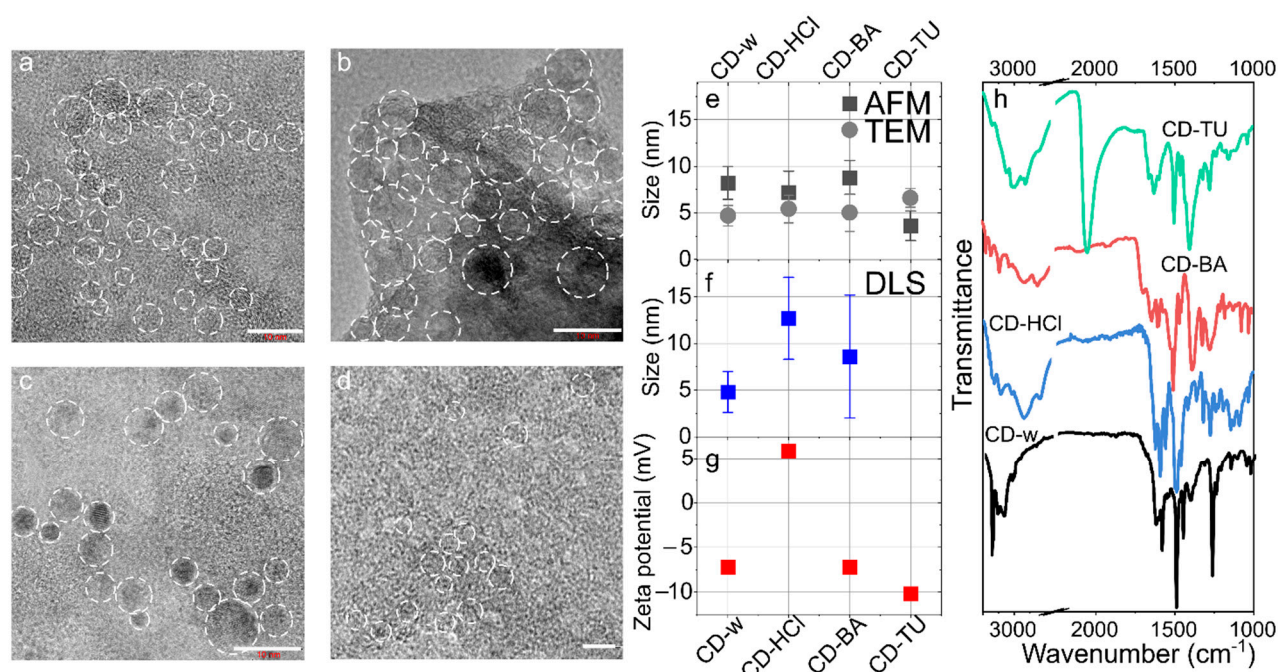 a
b
c
10 nm
d
CD-w
CD-HCl
CD-BA
CD-TU
e
AFM
TEM
Size (nm)
15
10
5
0
f
DLS
Size (nm)
15
10
5
0
g
Zeta potential (mV)
5
0
−5
−10
CD-w
CD-HCl
CD-BA
CD-TU
3000 2000 1500 1000
h
CD-TU
CD-BA
CD-HCl
CD-w
Transmittance
3000 2000 1500 1000
Wavenumber (cm⁻¹)